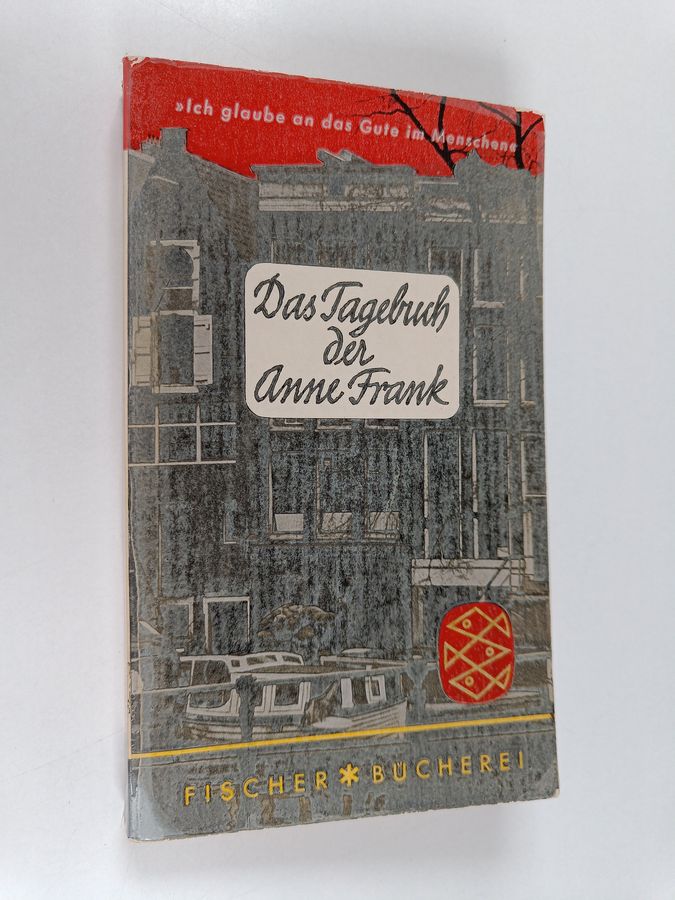 »Ich glaube an das Gute im Menschen«
Das Tagebuch
der
Anne Frank
FISCHER * BÜCHEREI